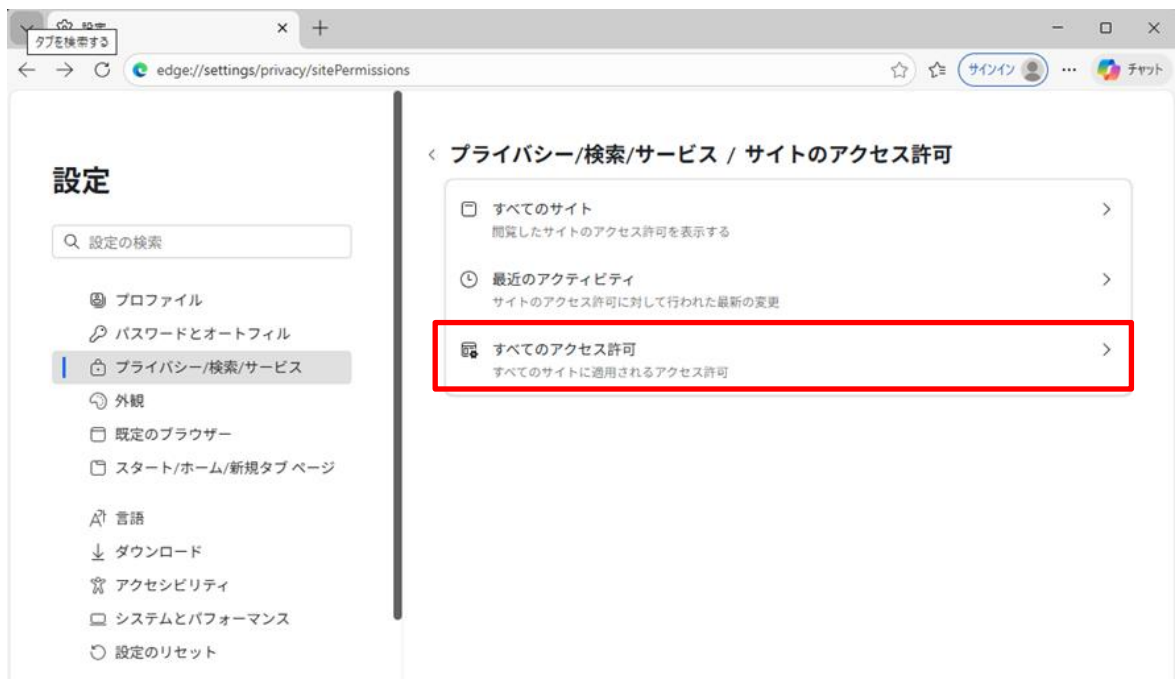 設定
タブを検索する
edge://settings/privacy/sitePermissions
サインイン
チャット
設定
設定の検索
プロファイル
パスワードとオートフィル
プライバシー/検索/サービス
外観
既定のブラウザー
スタート/ホーム/新規タブ ページ
言語
ダウンロード
アクセシビリティ
システムとパフォーマンス
設定のリセット
プライバシー/検索/サービス / サイトのアクセス許可
すべてのサイト
閲覧したサイトのアクセス許可を表示する
最近のアクティビティ
サイトのアクセス許可に対して行われた最新の変更
すべてのアクセス許可
すべてのサイトに適用されるアクセス許可